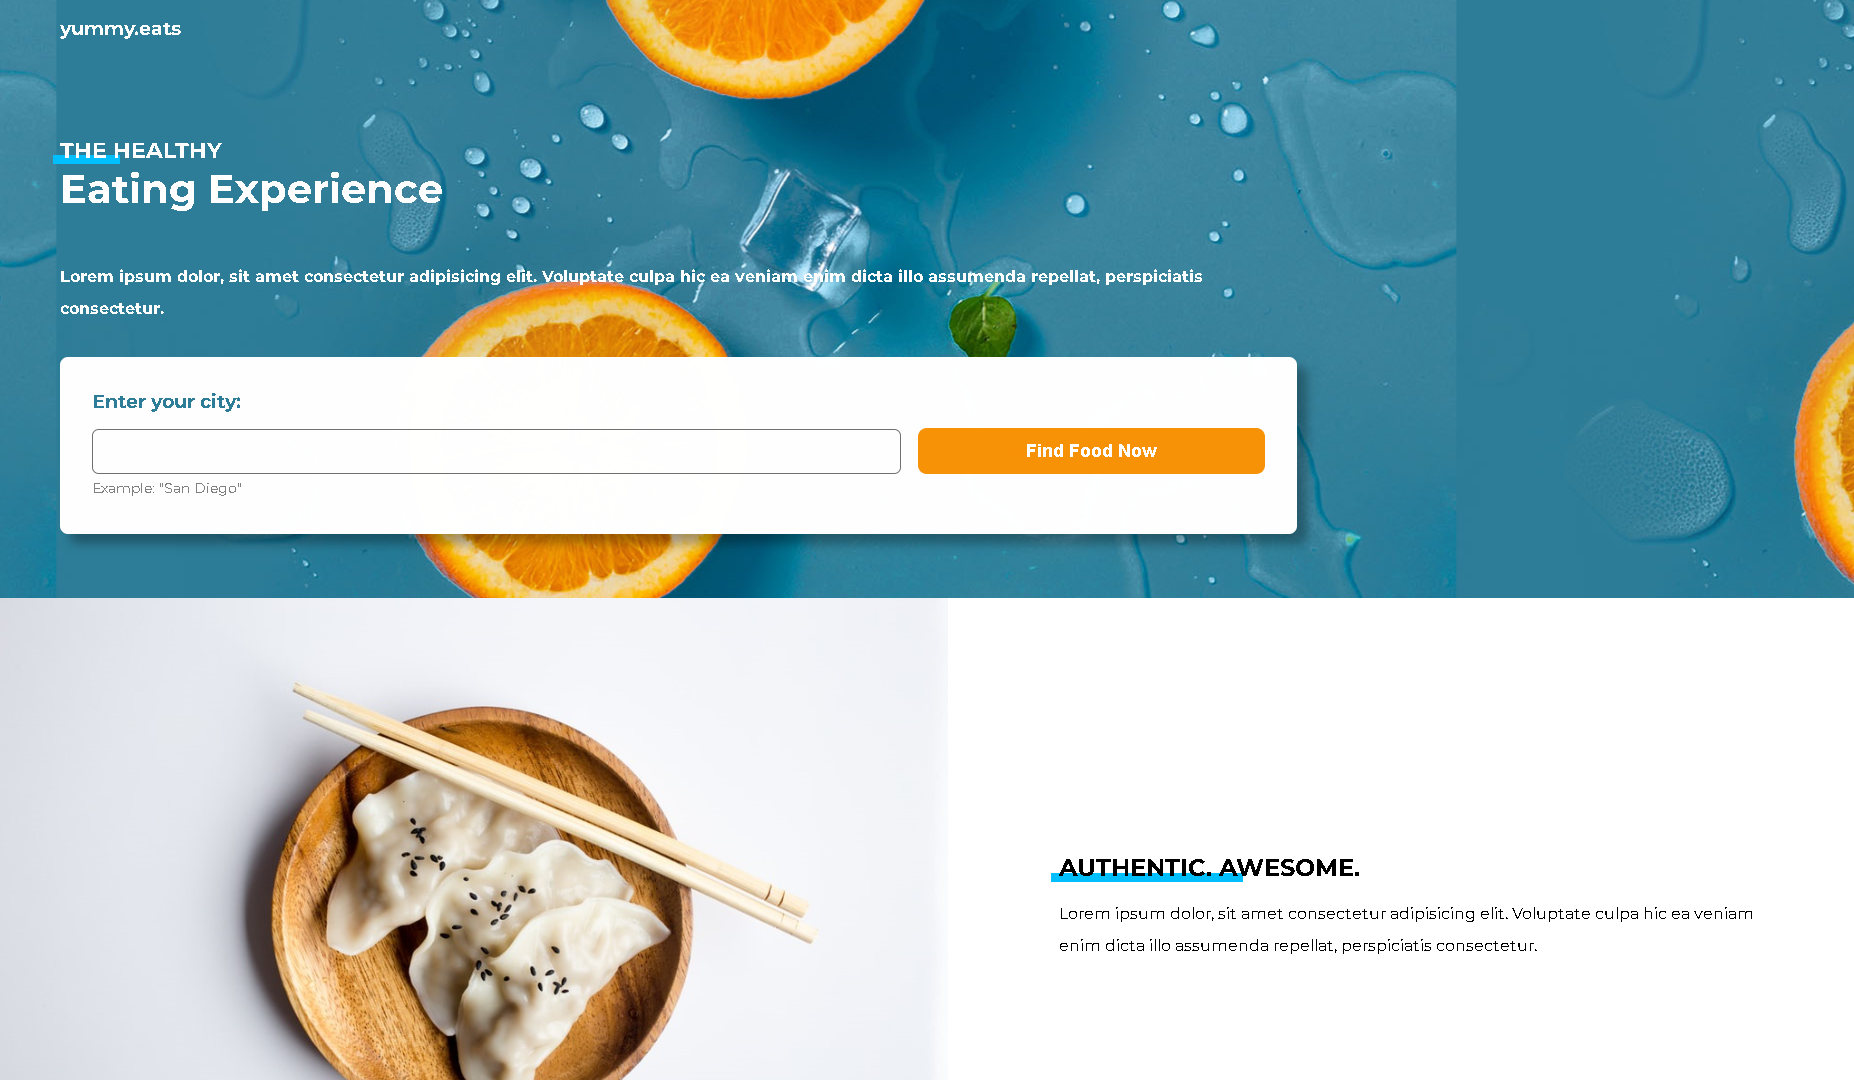 yummy.eats
THE HEALTHY
Eating Experience
Lorem ipsum dolor, sit amet consectetur adipisicing elit. Voluptate culpa hic ea veniam enim dicta illo assumenda repellat, perspiciatis
consectetur.
Enter your city:
Find Food Now
Example: "San Diego"
AUTHENTIC. AWESOME.
Lorem ipsum dolor, sit amet consectetur adipisicing elit. Voluptate culpa hic ea veniam
enim dicta illo assumenda repellat, perspiciatis consectetur.